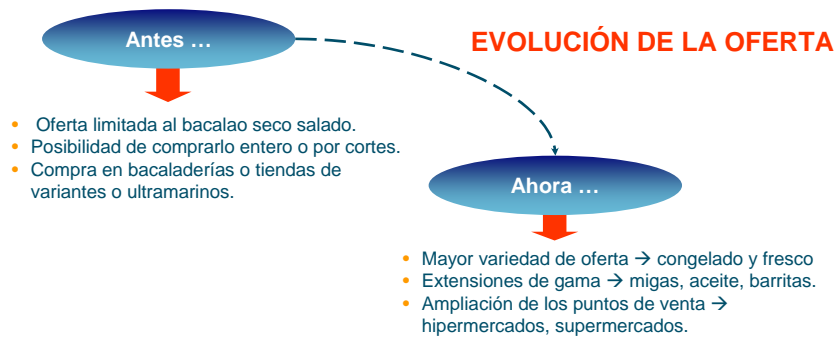 Antes …
EVOLUCIÓN DE LA OFERTA
• Oferta limitada al bacalao seco salado.
• Posibilidad de comprarlo entero o por cortes.
• Compra en bacaladerías o tiendas de
variantes o ultramarinos.
Ahora …
• Mayor variedad de oferta → congelado y fresco
• Extensiones de gama → migas, aceite, barritas.
• Ampliación de los puntos de venta →
hipermercados, supermercados.